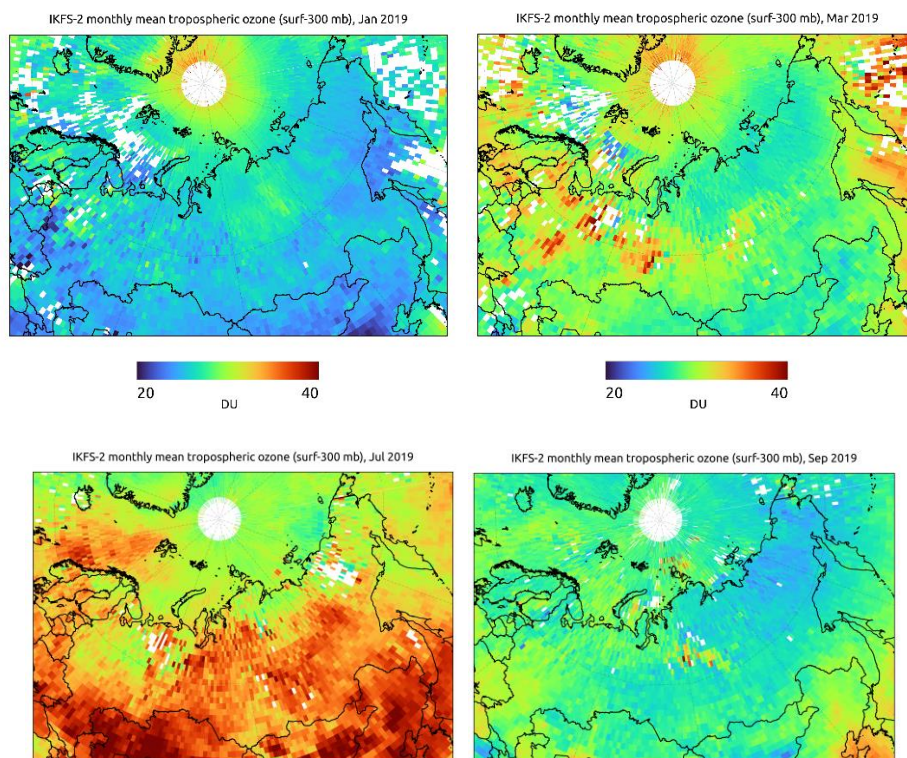 IKFS-2 monthly mean tropospheric ozone (surf-300 mb), Jan 2019
IKFS-2 monthly mean tropospheric ozone (surf-300 mb), Mar 2019
20 40
DU
20 40
DU
IKFS-2 monthly mean tropospheric ozone (surf-300 mb), Jul 2019
IKFS-2 monthly mean tropospheric ozone (surf-300 mb), Sep 2019